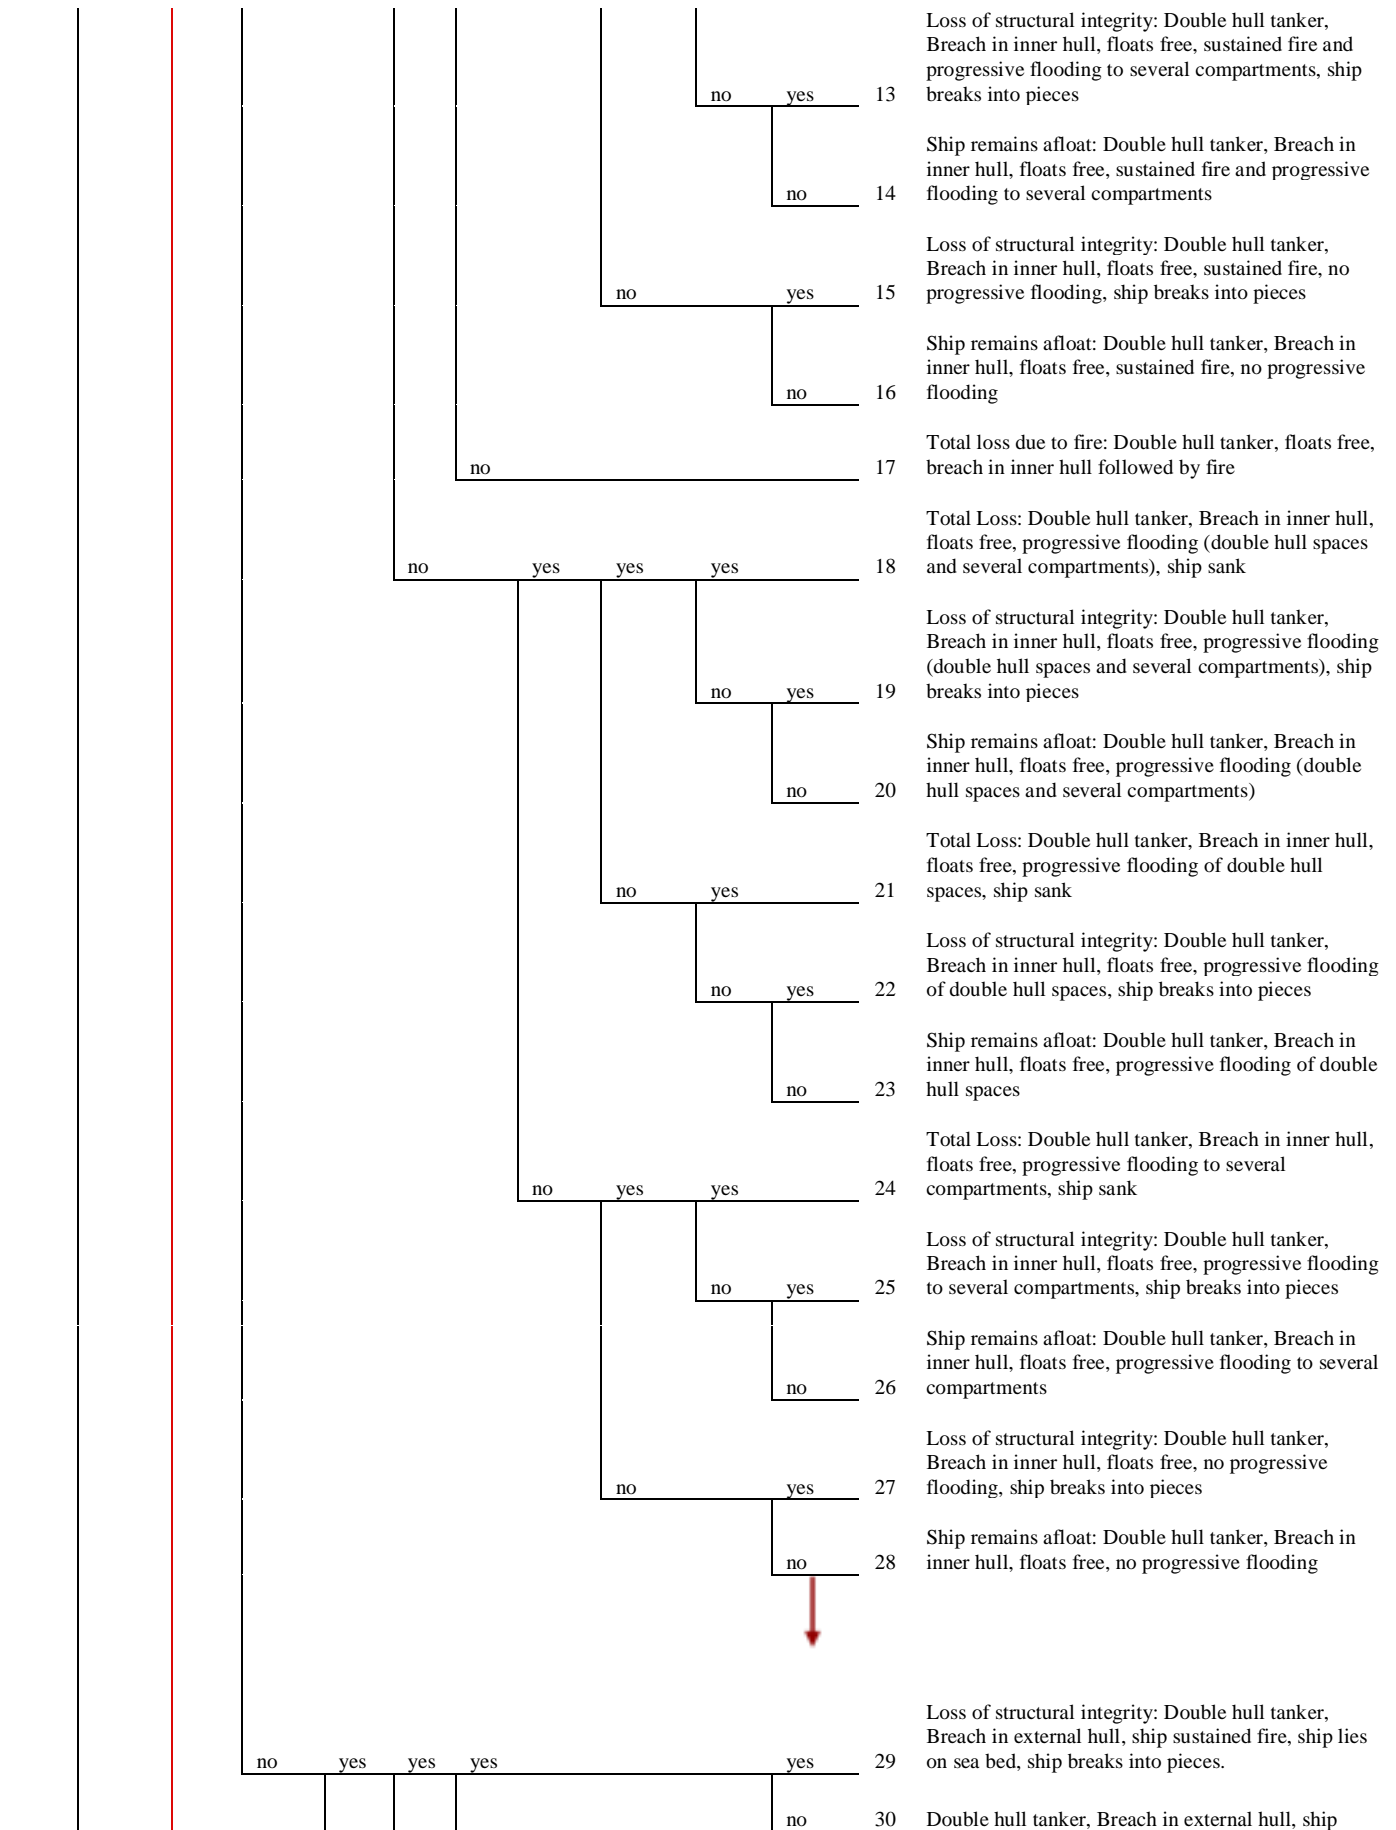 Loss of structural integrity: Double hull tanker,
Breach in inner hull, floats free, sustained fire and
progressive flooding to several compartments, ship
no yes 13 breaks into pieces
Ship remains afloat: Double hull tanker, Breach in
inner hull, floats free, sustained fire and progressive
no 14 flooding to several compartments
Loss of structural integrity: Double hull tanker,
Breach in inner hull, floats free, sustained fire, no
no yes 15 progressive flooding, ship breaks into pieces
Ship remains afloat: Double hull tanker, Breach in
inner hull, floats free, sustained fire, no progressive
no 16 flooding
Total loss due to fire: Double hull tanker, floats free,
no 17 breach in inner hull followed by fire
Total Loss: Double hull tanker, Breach in inner hull,
floats free, progressive flooding (double hull spaces
no yes yes yes 18 and several compartments), ship sank
Loss of structural integrity: Double hull tanker,
Breach in inner hull, floats free, progressive flooding
(double hull spaces and several compartments), ship
no yes 19 breaks into pieces
Ship remains afloat: Double hull tanker, Breach in
inner hull, floats free, progressive flooding (double
no 20 hull spaces and several compartments)
Total Loss: Double hull tanker, Breach in inner hull,
floats free, progressive flooding of double hull
no yes 21 spaces, ship sank
Loss of structural integrity: Double hull tanker,
Breach in inner hull, floats free, progressive flooding
no yes 22 of double hull spaces, ship breaks into pieces
Ship remains afloat: Double hull tanker, Breach in
inner hull, floats free, progressive flooding of double
no 23 hull spaces
Total Loss: Double hull tanker, Breach in inner hull,
floats free, progressive flooding to several
no yes yes 24 compartments, ship sank
Loss of structural integrity: Double hull tanker,
Breach in inner hull, floats free, progressive flooding
no yes 25 to several compartments, ship breaks into pieces
Ship remains afloat: Double hull tanker, Breach in
inner hull, floats free, progressive flooding to several
no 26 compartments
Loss of structural integrity: Double hull tanker,
Breach in inner hull, floats free, no progressive
no yes 27 flooding, ship breaks into pieces
Ship remains afloat: Double hull tanker, Breach in
no 28 inner hull, floats free, no progressive flooding
Loss of structural integrity: Double hull tanker,
Breach in external hull, ship sustained fire, ship lies
no yes yes yes yes 29 on sea bed, ship breaks into pieces.
no 30 Double hull tanker, Breach in external hull, ship